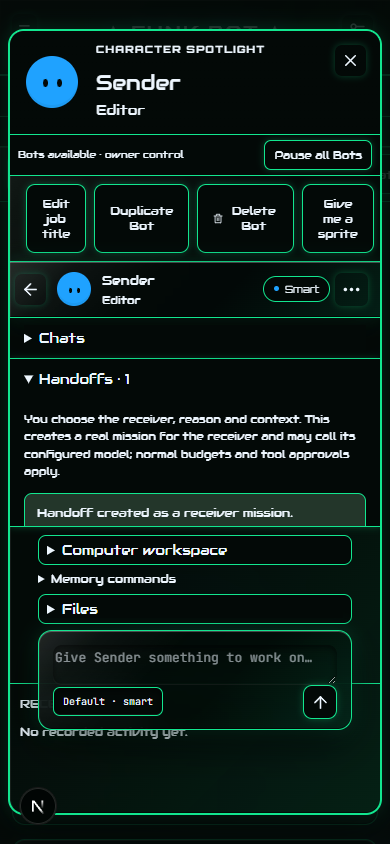 CHARACTER SPOTLIGHT
Sender
Editor
Bots available · owner control
Pause all Bots
Edit
job
title
Duplicate
Bot
Delete
Bot
Give
me a
sprite
Sender
Editor
Smart
Chats
Handoffs · 1
You choose the receiver, reason and context. This
creates a real mission for the receiver and may call its
configured model; normal budgets and tool approvals
apply.
Handoff created as a receiver mission.
Computer workspace
Memory commands
Files
Give Sender something to work on…
Default · smart
RE
No recorded activity yet.
N